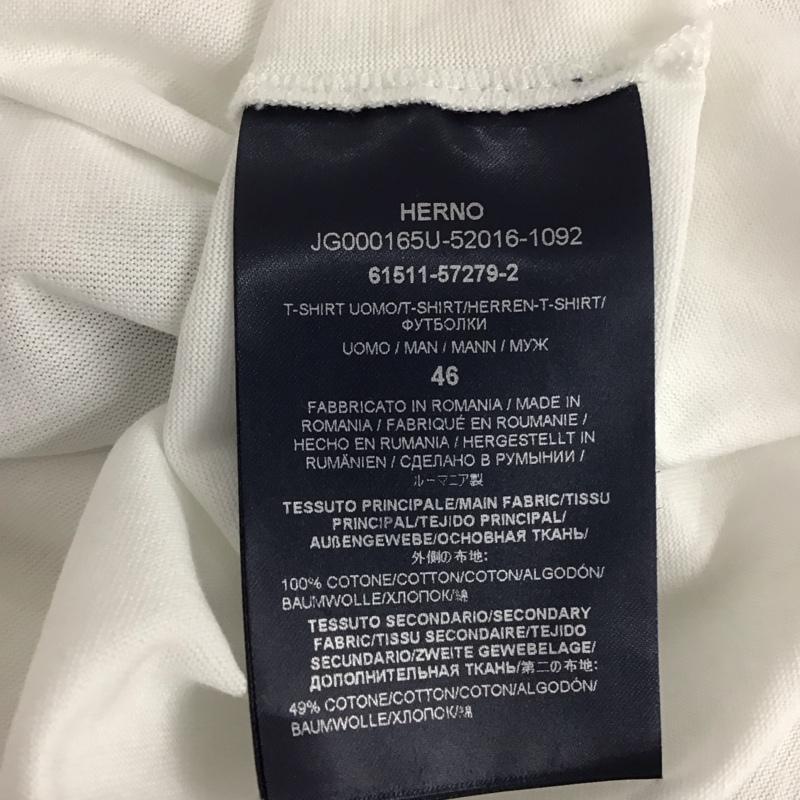 HERNO
JG000165U-52016-1092
61511-57279-2
T-SHIRT UOMO/T-SHIRT/HERREN-T-SHIRT/
ФУТБОЛКИ
UOMO / MAN / MANN / МУЖ
46
FABBRICATO IN ROMANIA / MADE IN
ROMANIA / FABRIQUÉ EN ROUMANIE /
HECHO EN RUMANIA / HERGESTELLT IN
RUMÄNIEN / СДЕЛАНО В РУМЫНИИ /
ルーマニア製
TESSUTO PRINCIPALE/MAIN FABRIC/TISSU
PRINCIPAL/TEJIDO PRINCIPAL/
AUßENGEWEBE/ОСНОВНАЯ ТКАНЬ/
外側の布地:
100% COTONE/COTTON/COTON/ALGODÓN/
BAUMWOLLE/ХЛОПОК/綿
TESSUTO SECONDARIO/SECONDARY
FABRIC/TISSU SECONDAIRE/TEJIDO
SECUNDARIO/ZWEITE GEWEBELAGE/
ДОПОЛНИТЕЛЬНАЯ ТКАНЬ/第二の布地:
49% COTONE/COTTON/COTON/ALGODÓN/
BAUMWOLLE/ХЛОПОК/綿